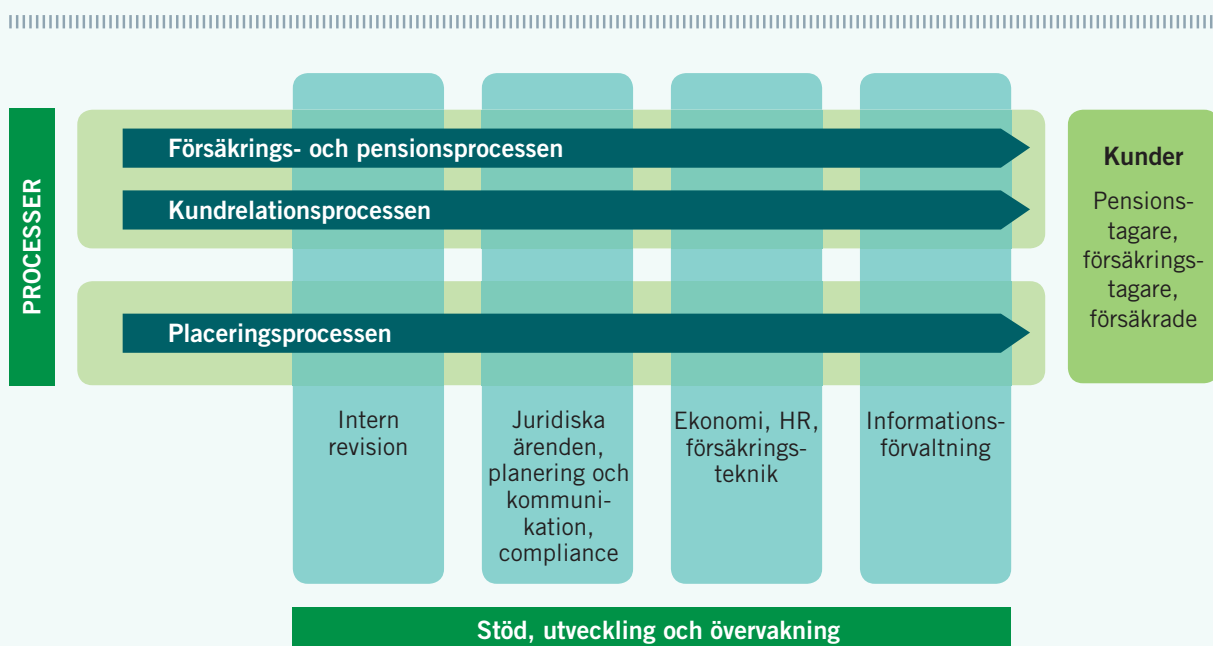 PROCESSER
Försäkrings- och pensionsprocessen
Kundrelationsprocessen
Placeringsprocessen
Kunder
Pensions-
tagare,
försäkrings-
tagare,
försäkrade
Intern
revision
Juridiska
ärenden,
planering och
kommuni-
kation,
compliance
Ekonomi, HR,
försäkrings-
teknik
Informations-
förvaltning
Stöd, utveckling och övervakning